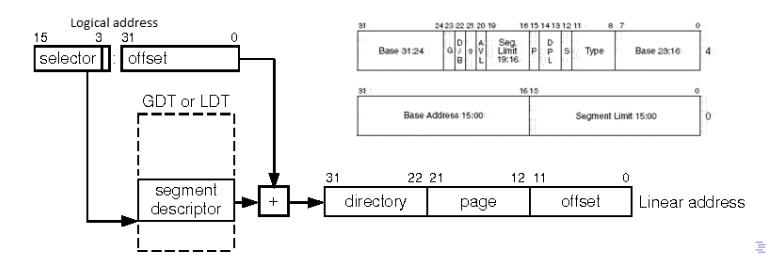 Logical address
15 3 31 0
selector : offset
GDT or LDT
segment
descriptor
+
31 24 23 22 21 20 19 16 15 14 13 12 11 8 7 0
Base 31:24 G D/B 0 AVL Seg. Limit 19:16 P DPL S Type Base 23:16 4
31 16 15 0
Base Address 15:00 Segment Limit 15:00 0
31 22 21 12 11 0
directory page offset Linear address